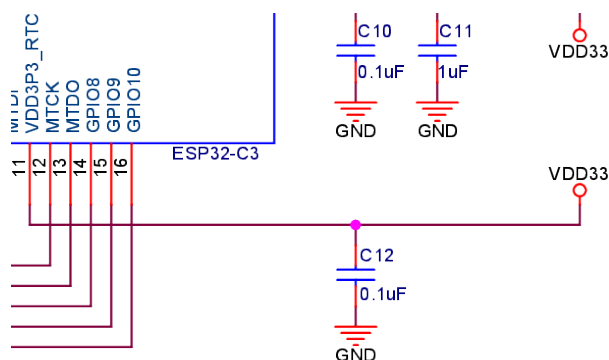 C10
0.1uF
GND
C11
1uF
GND
VDD33
MTDI
VDD3P3_RTC
MTCK
MTDO
GPIO8
GPIO9
GPIO10
ESP32-C3
11
12
13
14
15
16
VDD33
C12
0.1uF
GND